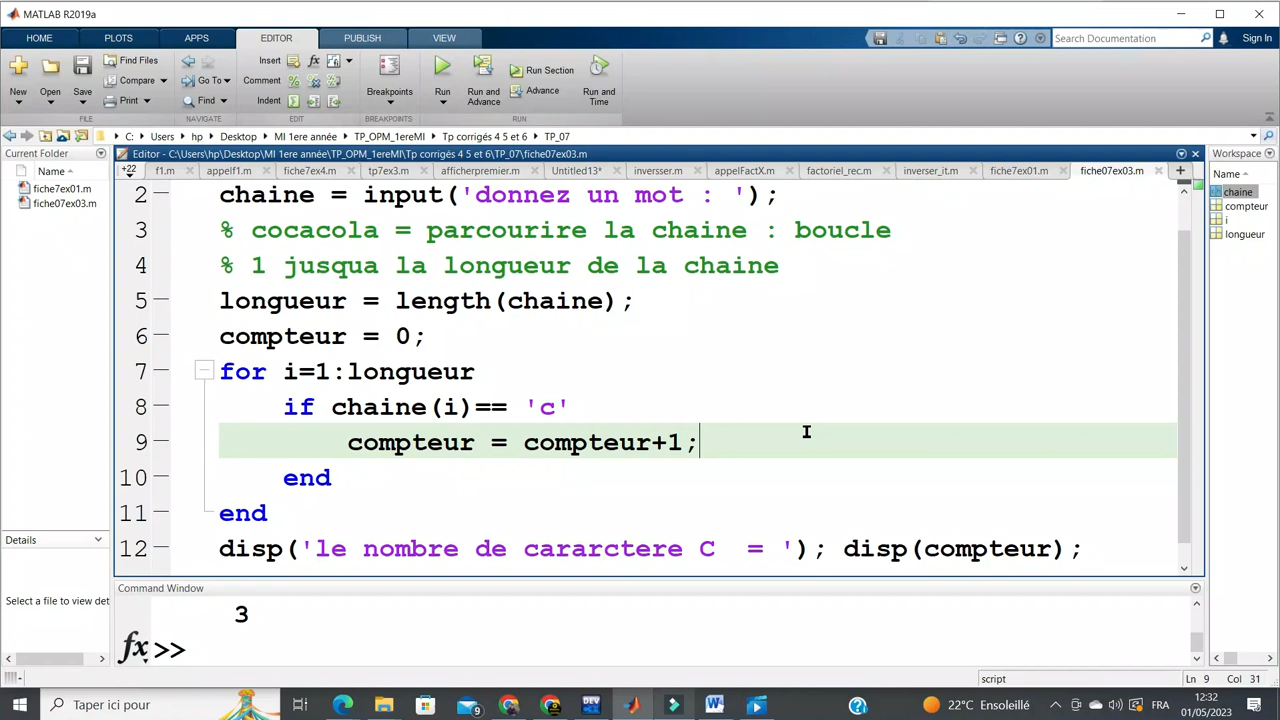 MATLAB R2019a
HOME PLOTS APPS EDITOR PUBLISH VIEW Search Documentation Sign In
New Open Save Find Files Compare Print Go To Find Insert Comment Indent fx Breakpoints Run Run and Advance Run Section Advance Run and Time
FILE NAVIGATE EDIT BREAKPOINTS RUN
C: Users hp Desktop MI 1ere année TP_OPM_1ereMI Tp corrigés 4 5 et 6 TP_07
Current Folder
Name
fiche7ex01.m
fiche07ex03.m
Details
Select a file to view det
Editor - C:\Users\hp\Desktop\MI 1ere année\TP_OPM_1ereMI\Tp corrigés 4 5 et 6\TP_07\fiche07ex03.m
+22 f1.m appelf1.m fiche7ex4.m tp7ex3.m afficherpremier.m Untitled13* inversser.m appelFactX.m factoriel_rec.m inverser_it.m fiche7ex01.m fiche07ex03.m
2 chaine = input('donnez un mot : ');
3 % cocacola = parcourire la chaine : boucle
4 % 1 jusqua la longueur de la chaine
5 longueur = length(chaine);
6 compteur = 0;
7 for i=1:longueur
8 if chaine(i)== 'c'
9 compteur = compteur+1;
10 end
11 end
12 disp('le nombre de cararctere C  = '); disp(compteur);
Command Window
3
fx >>
Workspace
Name
chaine
compteur
i
longueur
script Ln 9 Col 31
Taper ici pour 9 DEV 22°C Ensoleillé FRA 12:32
01/05/2023